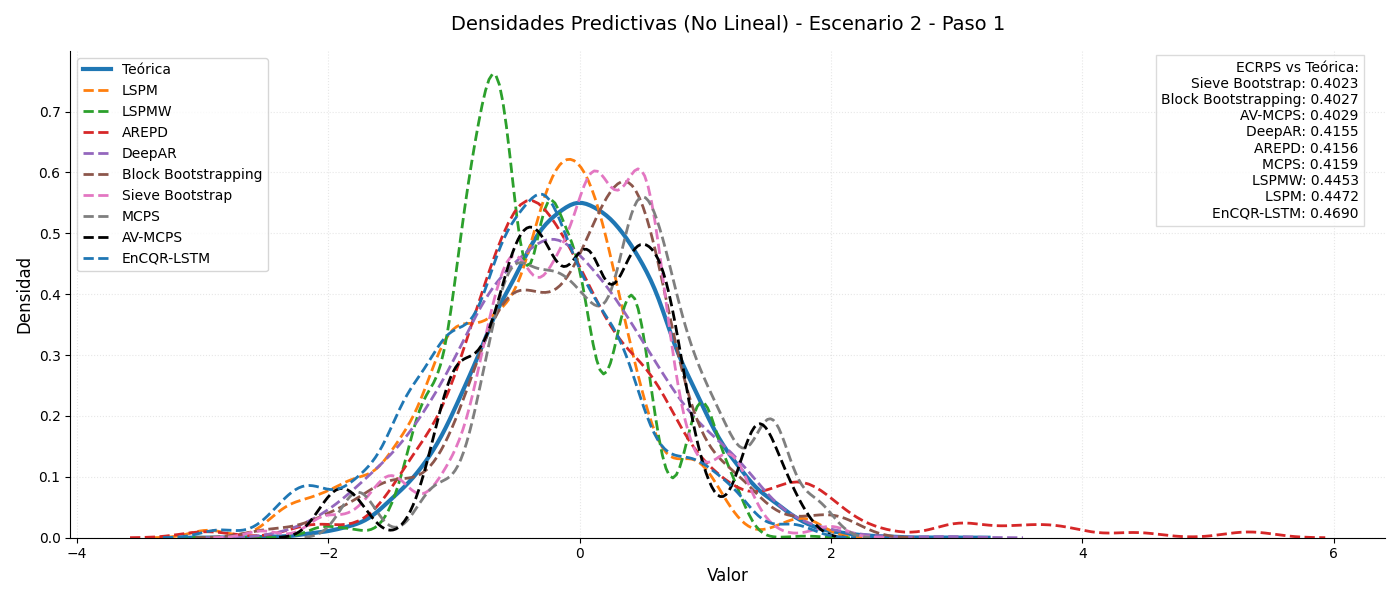 Densidades Predictivas (No Lineal) - Escenario 2 - Paso 1
Teórica
LSPM
LSPMW
AREPD
DeepAR
Block Bootstrapping
Sieve Bootstrap
MCPS
AV-MCPS
EnCQR-LSTM
ECRPS vs Teórica:
Sieve Bootstrap: 0.4023
Block Bootstrapping: 0.4027
AV-MCPS: 0.4029
DeepAR: 0.4155
AREPD: 0.4156
MCPS: 0.4159
LSPMW: 0.4453
LSPM: 0.4472
EnCQR-LSTM: 0.4690
Densidad
0.7
0.6
0.5
0.4
0.3
0.2
0.1
0.0
−4 −2 0 2 4 6
Valor